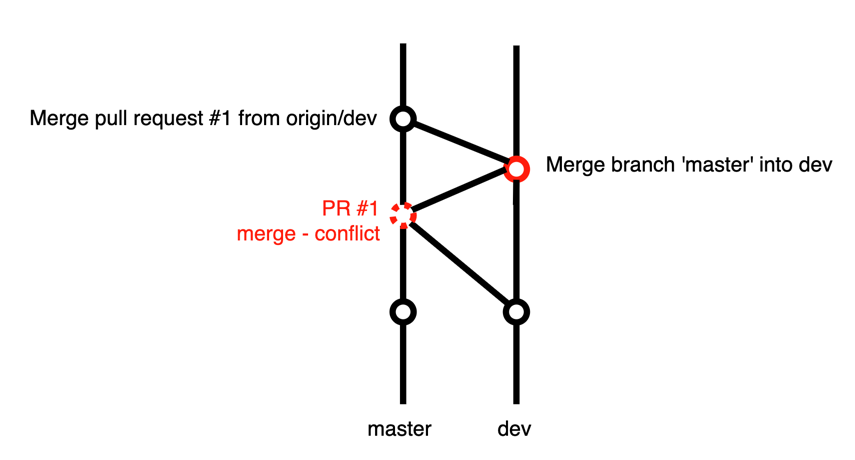 Merge pull request #1 from origin/dev
Merge branch 'master' into dev
PR #1
merge - conflict
master
dev